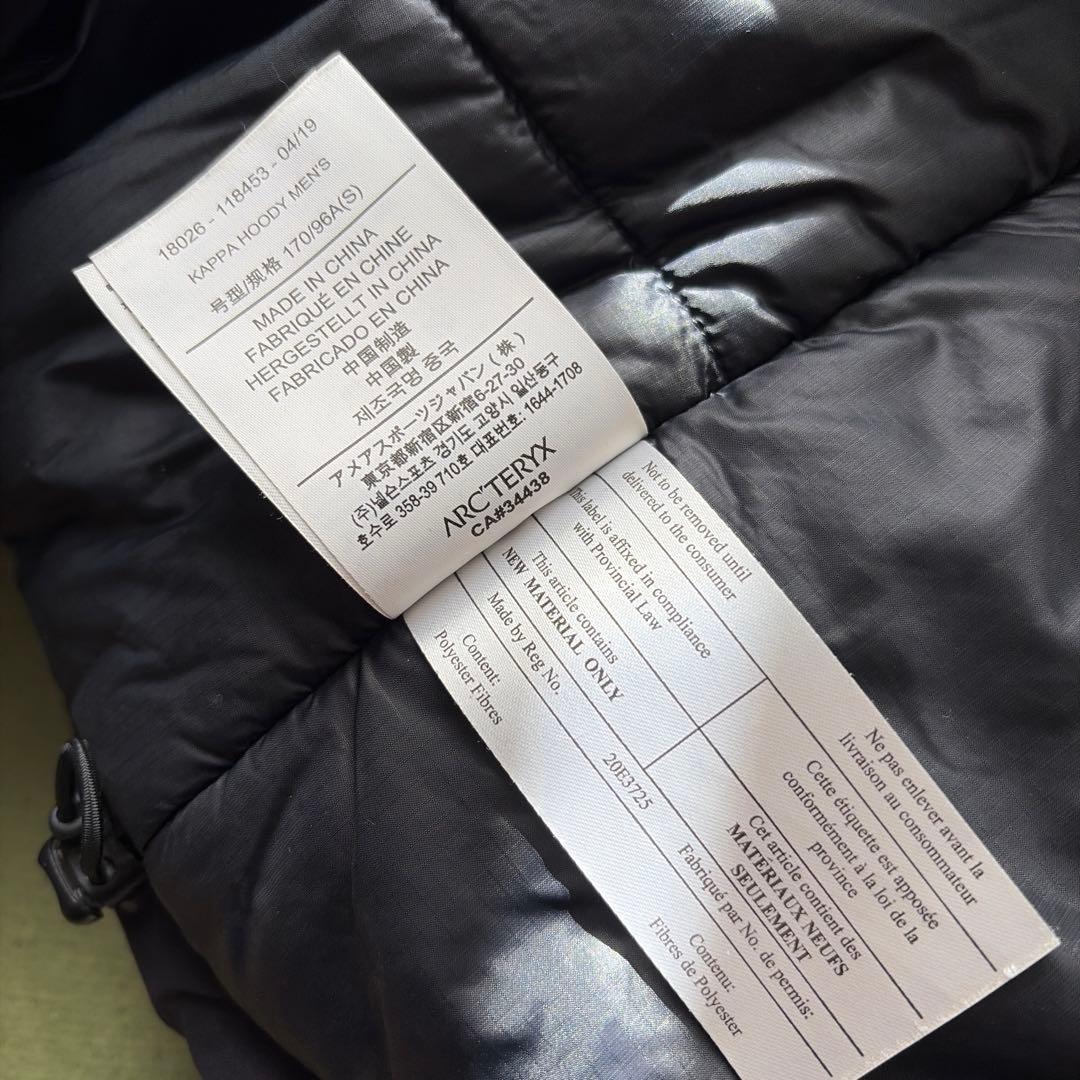 18026 - 118453 - 04/19
KAPPA HOODY MEN'S
号型/规格 170/96A(S)
MADE IN CHINA
FABRIQUÉ EN CHINE
HERGESTELLT IN CHINA
FABRICADO EN CHINA
中国制造
中国製
제조국명 중국
アメアスポーツジャパン(株)
東京都新宿区新宿6-27-30
(주)넬슨스포츠 경기도 고양시 일산동구
호수로 358-39 710호 대표번호: 1644-1708
ARC'TERYX
CA#34438
Not to be removed until
delivered to the consumer
This label is affixed in compliance
with Provincial Law
This article contains
NEW MATERIAL ONLY
Made by Reg No.
20B3725
Content:
Polyester Fibres
Ne pas enlever avant la
livraison au consommateur
Cette étiquette est apposée
conformément à la loi de la
province
Cet article contient des
MATÉRIAUX NEUFS
SEULEMENT
Fabriqué par No. de permis:
Contenu:
Fibres de Polyester